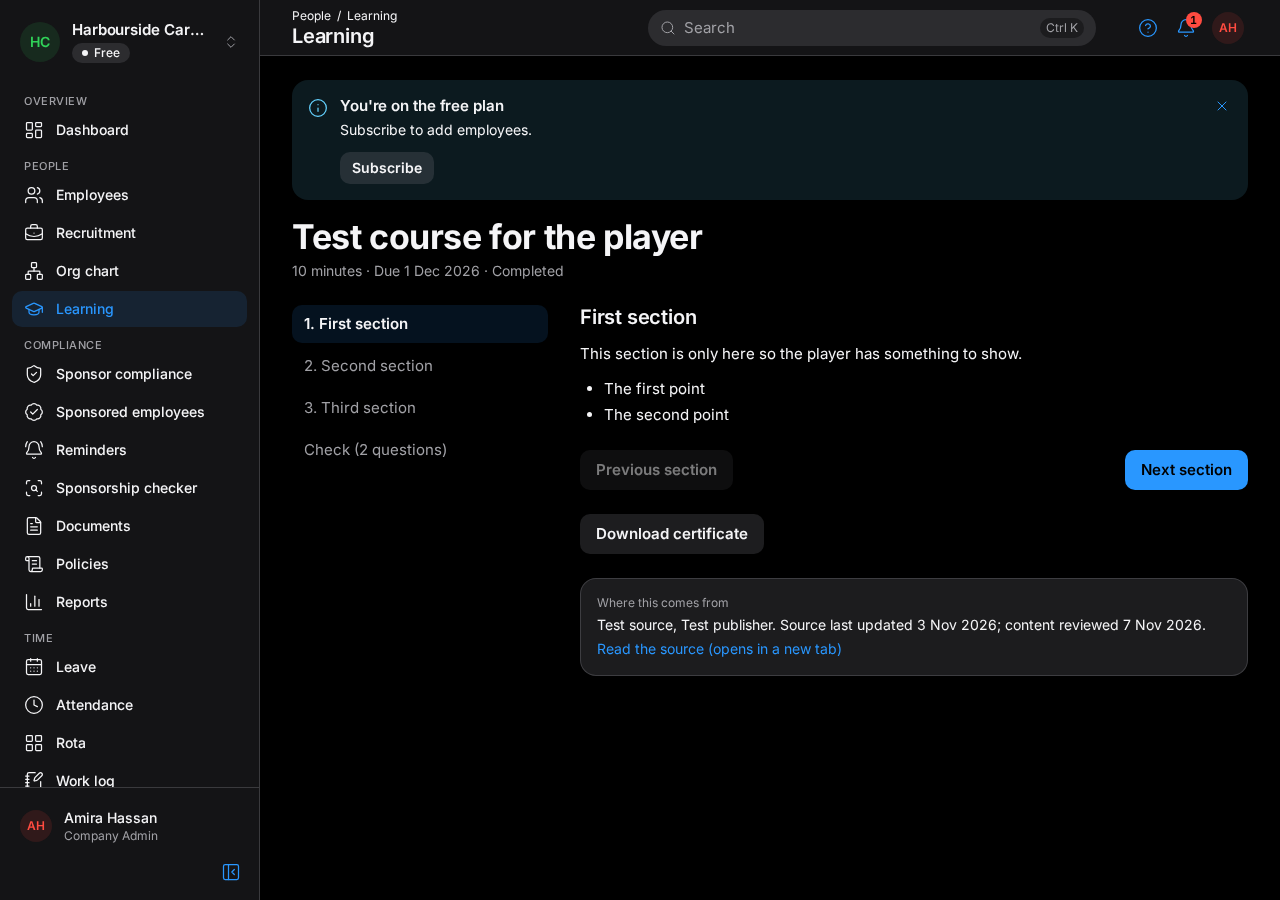 HC
Harbourside Car...
Free
OVERVIEW
Dashboard
PEOPLE
Employees
Recruitment
Org chart
Learning
COMPLIANCE
Sponsor compliance
Sponsored employees
Reminders
Sponsorship checker
Documents
Policies
Reports
TIME
Leave
Attendance
Rota
Work log
AH
Amira Hassan
Company Admin
People / Learning
Learning
Search
Ctrl K
1
AH
You're on the free plan
Subscribe to add employees.
Subscribe
Test course for the player
10 minutes · Due 1 Dec 2026 · Completed
1. First section
2. Second section
3. Third section
Check (2 questions)
First section
This section is only here so the player has something to show.
• The first point
• The second point
Previous section
Next section
Download certificate
Where this comes from
Test source, Test publisher. Source last updated 3 Nov 2026; content reviewed 7 Nov 2026.
Read the source (opens in a new tab)